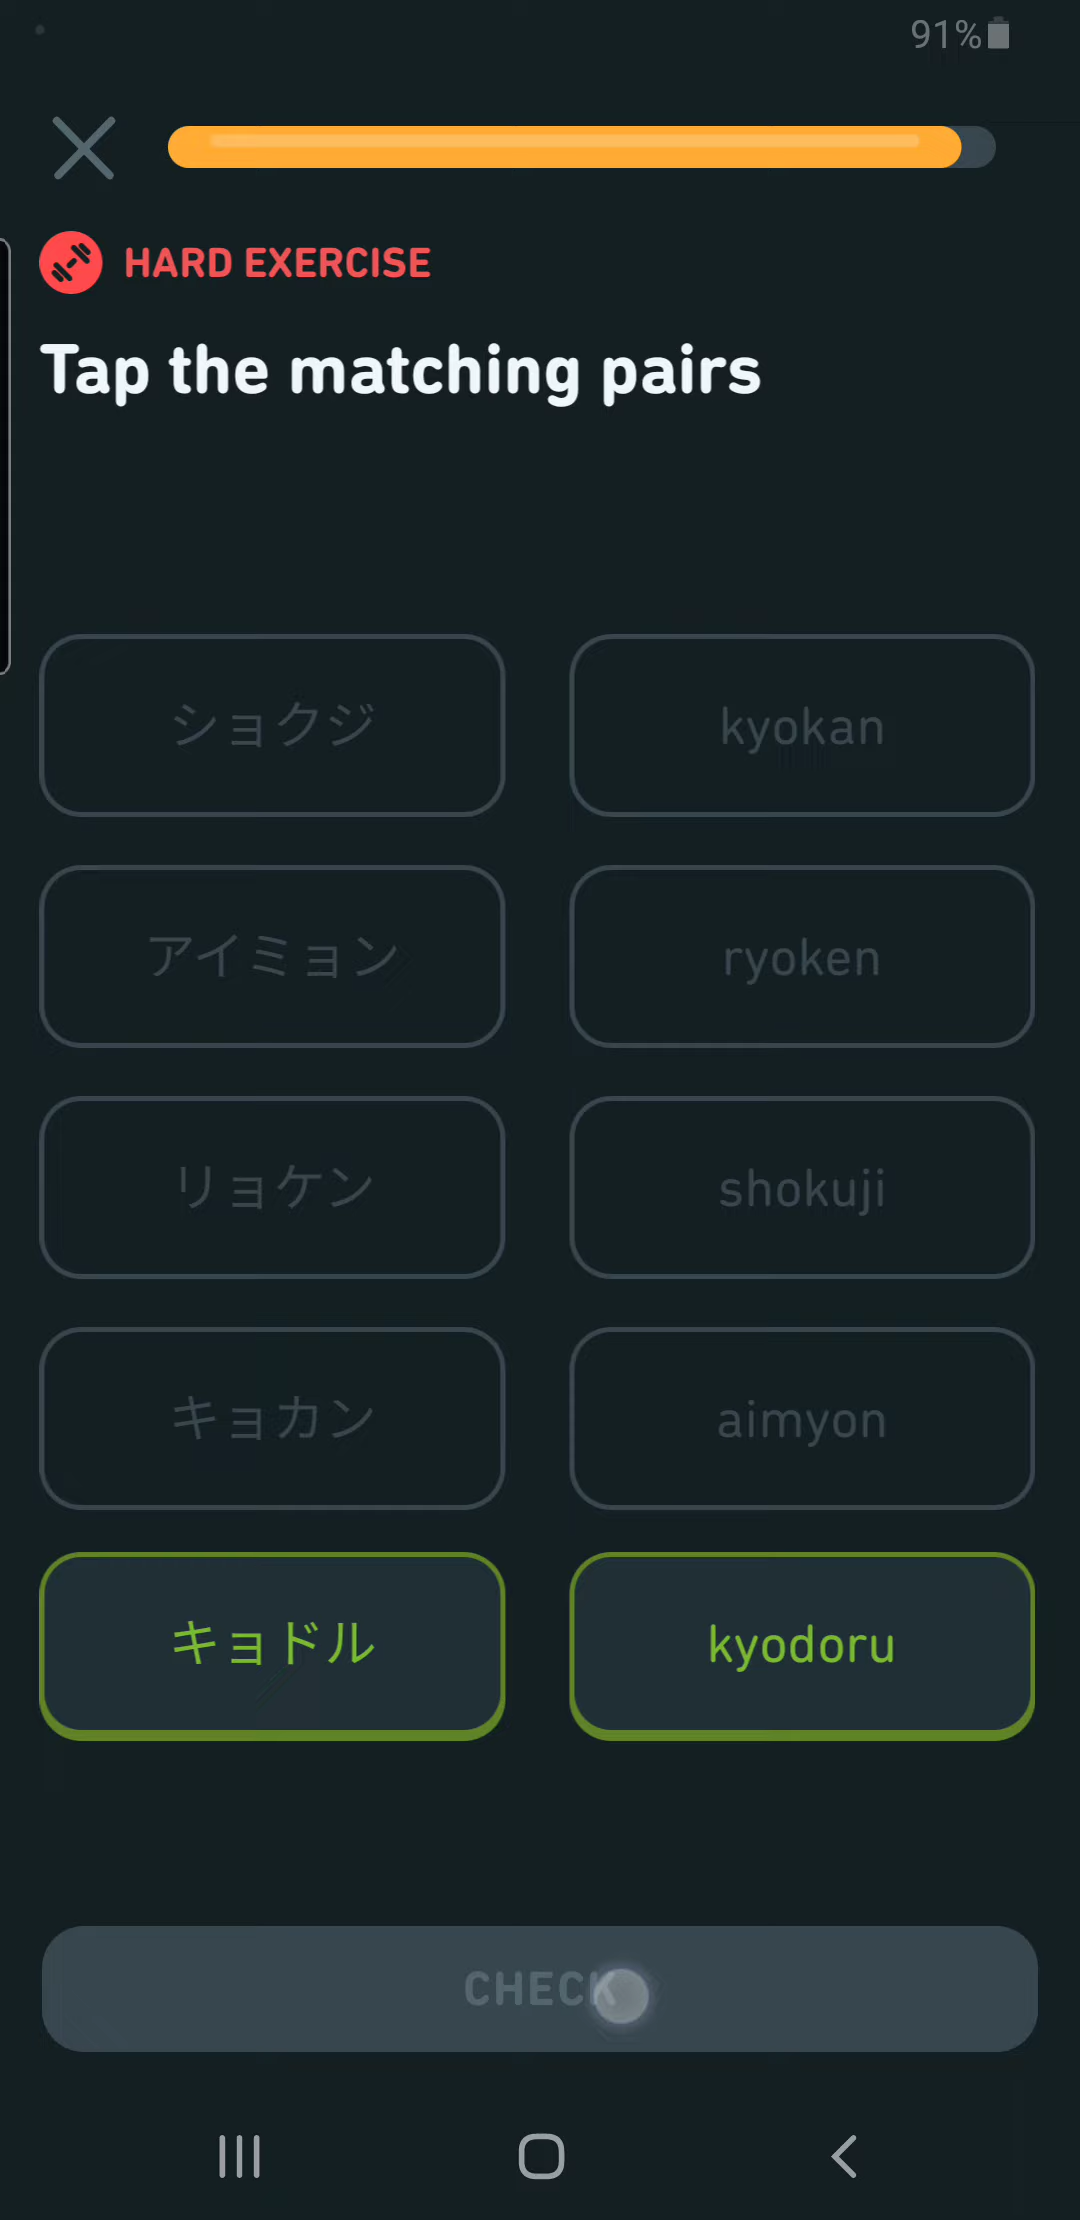 91%
HARD EXERCISE
Tap the matching pairs
ショクジ
kyokan
アイミョン
ryoken
リョケン
shokuji
キョカン
aimyon
キョドル
kyodoru
CHECK